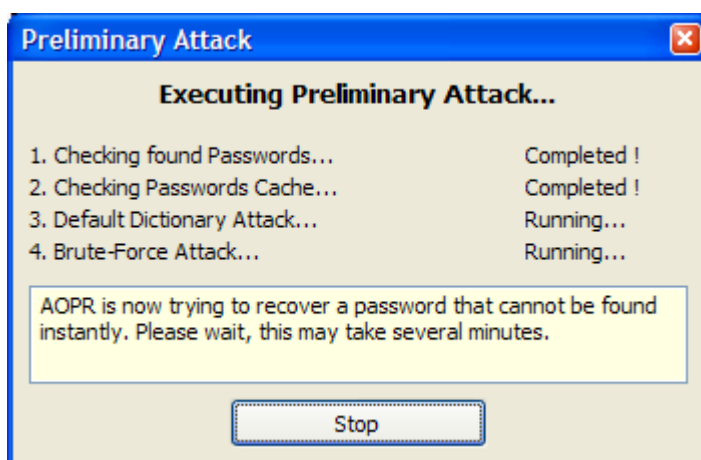 Preliminary Attack
Executing Preliminary Attack...
1. Checking found Passwords... Completed !
2. Checking Passwords Cache... Completed !
3. Default Dictionary Attack... Running...
4. Brute-Force Attack... Running...
AOPR is now trying to recover a password that cannot be found
instantly. Please wait, this may take several minutes.
Stop